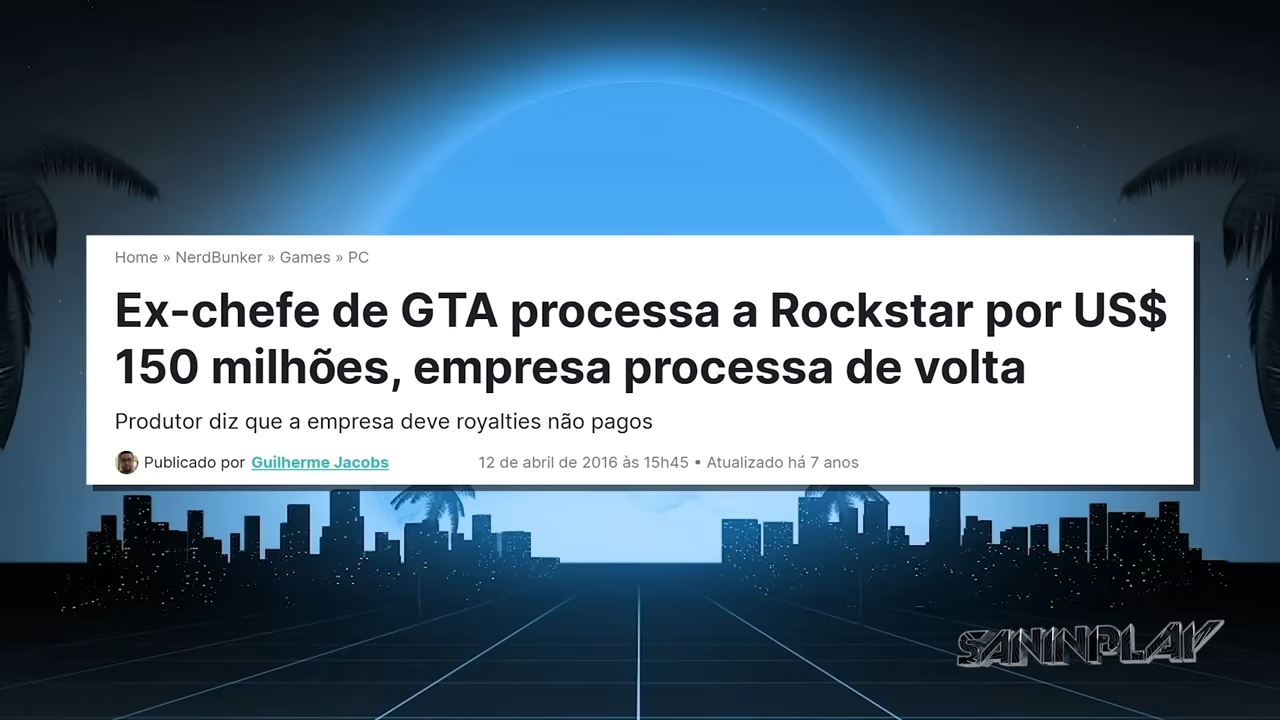 Home » NerdBunker » Games » PC
Ex-chefe de GTA processa a Rockstar por US$
150 milhões, empresa processa de volta
Produtor diz que a empresa deve royalties não pagos
Publicado por Guilherme Jacobs 12 de abril de 2016 às 15h45 • Atualizado há 7 anos
SANINPLAY